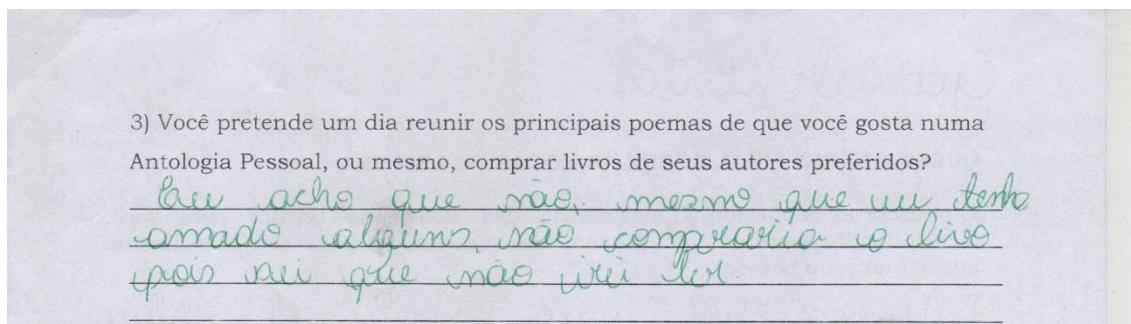 3) Você pretende um dia reunir os principais poemas de que você gosta numa
Antologia Pessoal, ou mesmo, comprar livros de seus autores preferidos?
Eu acho que não, mesmo que eu tenha
amado alguns, não compraria o livo
pois sei que não irei ler.